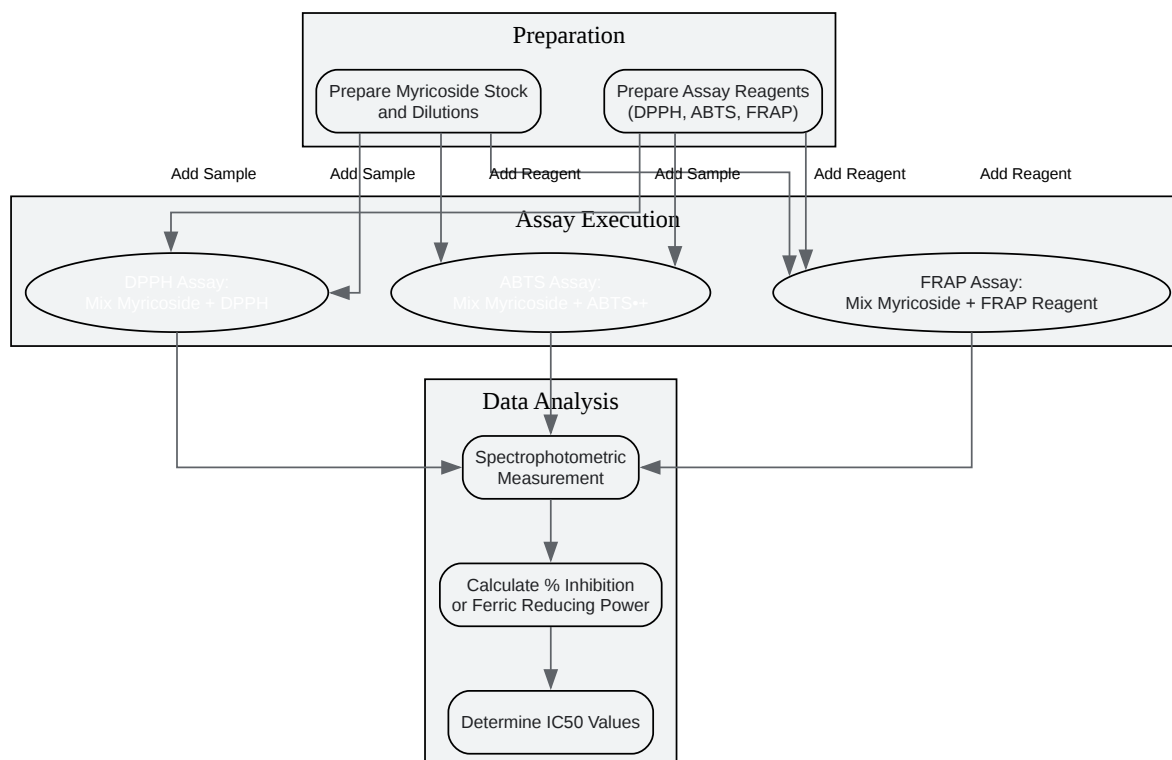 Preparation
Prepare Myricoside Stock
and Dilutions
Prepare Assay Reagents
(DPPH, ABTS, FRAP)
Add Sample
Add Sample
Add Reagent
Add Sample
Add Reagent
Add Reagent
Assay Execution
DPPH Assay:
Mix Myricoside + DPPH
ABTS Assay:
Mix Myricoside + ABTS•+
FRAP Assay:
Mix Myricoside + FRAP Reagent
Data Analysis
Spectrophotometric
Measurement
Calculate % Inhibition
or Ferric Reducing Power
Determine IC50 Values